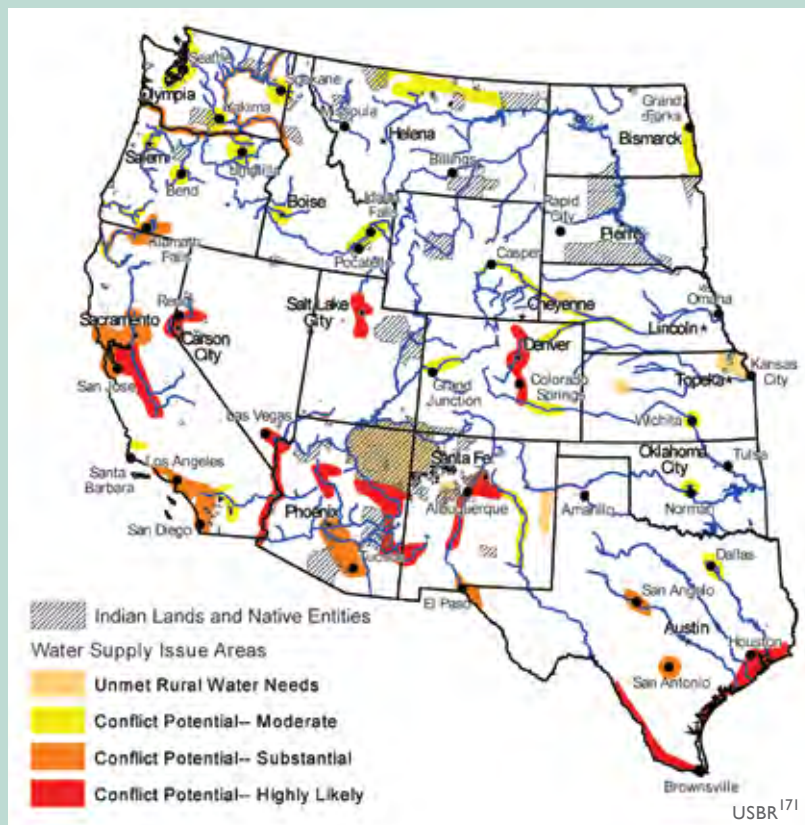 Seattle
Olympia
Spokane
Yakima
Missoula
Helena
Grand
Forks
Bismarck
Salem
Umatilla
Bend
Billings
Boise
Idaho
Falls
Rapid
City
Pierre
Klamath
Falls
Pocatello
Casper
Reno
Salt Lake
City
Cheyenne
Omaha
Lincoln
Sacramento
Carson
City
Denver
Kansas
City
San Jose
Grand
Junction
Colorado
Springs
Topeka
Las Vegas
Wichita
Santa
Barbara
Los Angeles
Santa Fe
Oklahoma
City
Tulsa
Phoenix
Albuquerque
Amarillo
Norman
San Diego
Tucson
Dallas
El Paso
San Angelo
Austin
Houston
San Antonio
Brownsville
Indian Lands and Native Entities
Water Supply Issue Areas
Unmet Rural Water Needs
Conflict Potential-- Moderate
Conflict Potential-- Substantial
Conflict Potential-- Highly Likely
USBR171